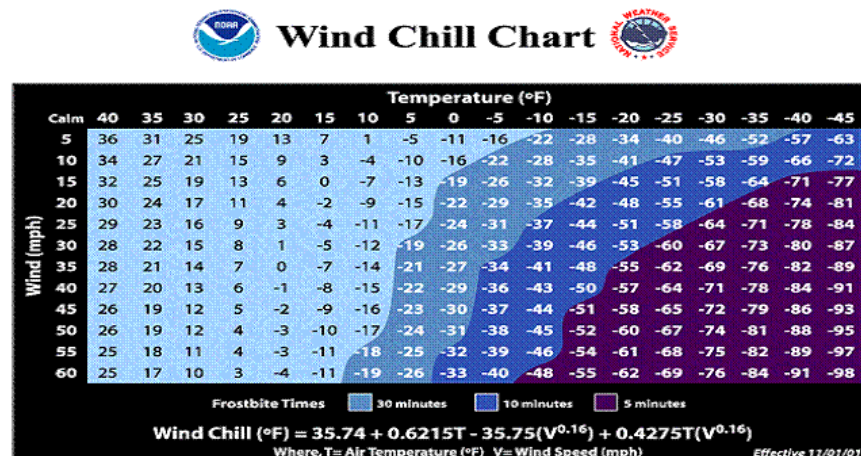 NOAA
Wind Chill Chart
NATIONAL WEATHER SERVICE
Temperature (°F)
Calm 40 35 30 25 20 15 10 5 0 -5 -10 -15 -20 -25 -30 -35 -40 -45
5 36 31 25 19 13 7 1 -5 -11 -16 -22 -28 -34 -40 -46 -52 -57 -63
10 34 27 21 15 9 3 -4 -10 -16 -22 -28 -35 -41 -47 -53 -59 -66 -72
15 32 25 19 13 6 0 -7 -13 -19 -26 -32 -39 -45 -51 -58 -64 -71 -77
20 30 24 17 11 4 -2 -9 -15 -22 -29 -35 -42 -48 -55 -61 -68 -74 -81
25 29 23 16 9 3 -4 -11 -17 -24 -31 -37 -44 -51 -58 -64 -71 -78 -84
30 28 22 15 8 1 -5 -12 -19 -26 -33 -39 -46 -53 -60 -67 -73 -80 -87
35 28 21 14 7 0 -7 -14 -21 -27 -34 -41 -48 -55 -62 -69 -76 -82 -89
40 27 20 13 6 -1 -8 -15 -22 -29 -36 -43 -50 -57 -64 -71 -78 -84 -91
45 26 19 12 5 -2 -9 -16 -23 -30 -37 -44 -51 -58 -65 -72 -79 -86 -93
50 26 19 12 4 -3 -10 -17 -24 -31 -38 -45 -52 -60 -67 -74 -81 -88 -95
55 25 18 11 4 -3 -11 -18 -25 -32 -39 -46 -54 -61 -68 -75 -82 -89 -97
60 25 17 10 3 -4 -11 -19 -26 -33 -40 -48 -55 -62 -69 -76 -84 -91 -98
Wind (mph)
Frostbite Times 30 minutes 10 minutes 5 minutes
Wind Chill (°F) = 35.74 + 0.6215T - 35.75(V0.16) + 0.4275T(V0.16)
Where, T= Air Temperature (°F) V= Wind Speed (mph) Effective 11/01/01